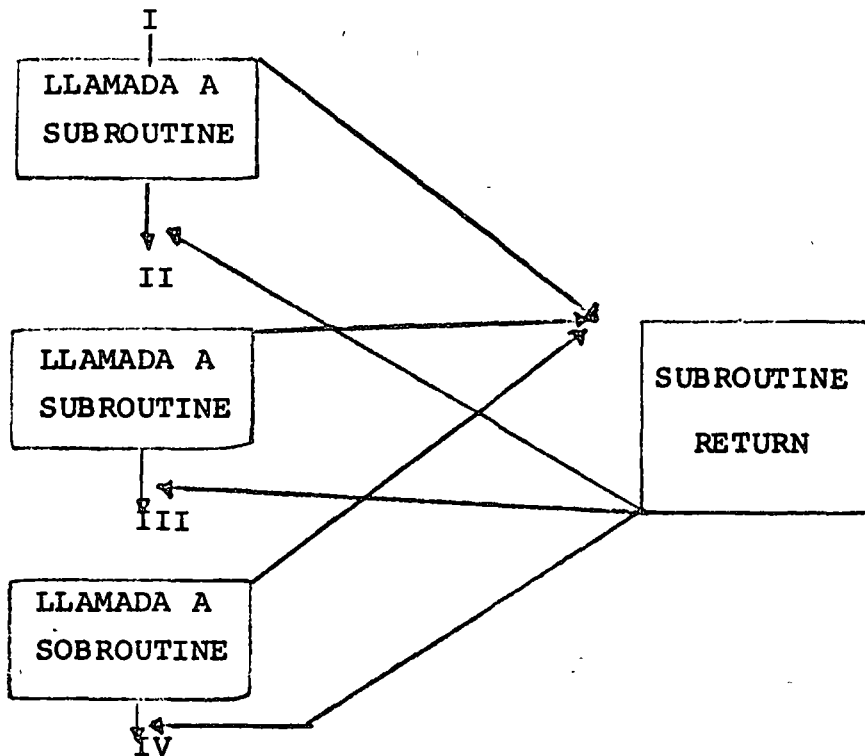 I
LLAMADA A
SUBROUTINE
II
LLAMADA A
SUBROUTINE
SUBROUTINE
RETURN
III
LLAMADA A
SOBROUTINE
IV